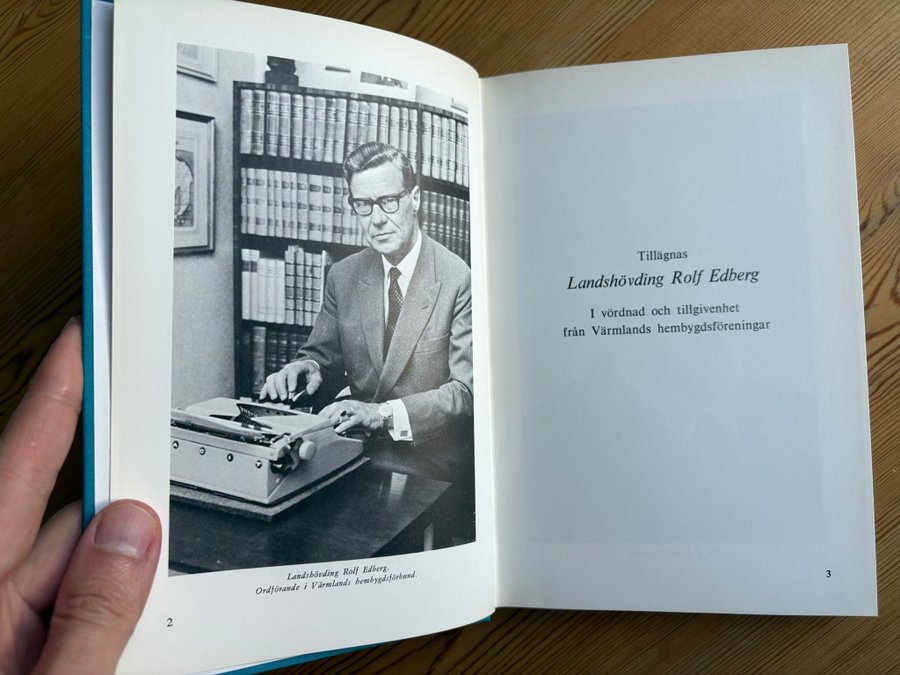 Landshövding Rolf Edberg.
Ordförande i Värmlands hembygdsförbund.
2
Tillägnas
Landshövding Rolf Edberg
I vördnad och tillgivenhet
från Värmlands hembygdsföreningar
3